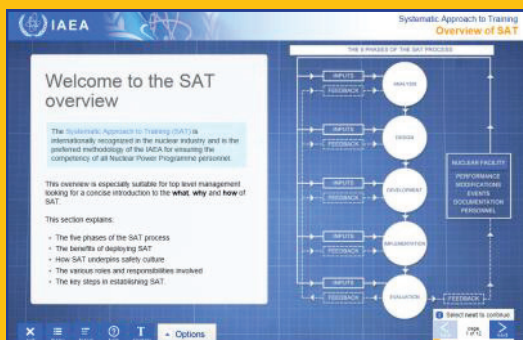 IAEA
Systematic Approach to Training
Overview of SAT
Welcome to the SAT
overview
The Systematic Approach to Training (SAT) is
internationally recognized in the nuclear industry and is the
preferred methodology of the IAEA for ensuring the
competency of all Nuclear Power Programme personnel.
This overview is especially suitable for top level management
looking for a concise introduction to the what, why and how of
SAT.
This section explains:
• The five phases of the SAT process
• The benefits of deploying SAT
• How SAT underpins safety culture
• The various roles and responsibilities involved
• The key steps in establishing SAT.
THE 5 PHASES OF THE SAT PROCESS
INPUTS
FEEDBACK
ANALYSIS
INPUTS
FEEDBACK
DESIGN
INPUTS
FEEDBACK
DEVELOPMENT
INPUTS
FEEDBACK
IMPLEMENTATION
INPUTS
FEEDBACK
EVALUATION
FEEDBACK
NUCLEAR FACILITY
PERFORMANCE
MODIFICATIONS
EVENTS
DOCUMENTATION
PERSONNEL
Options
Select next to continue
page
1 of 12